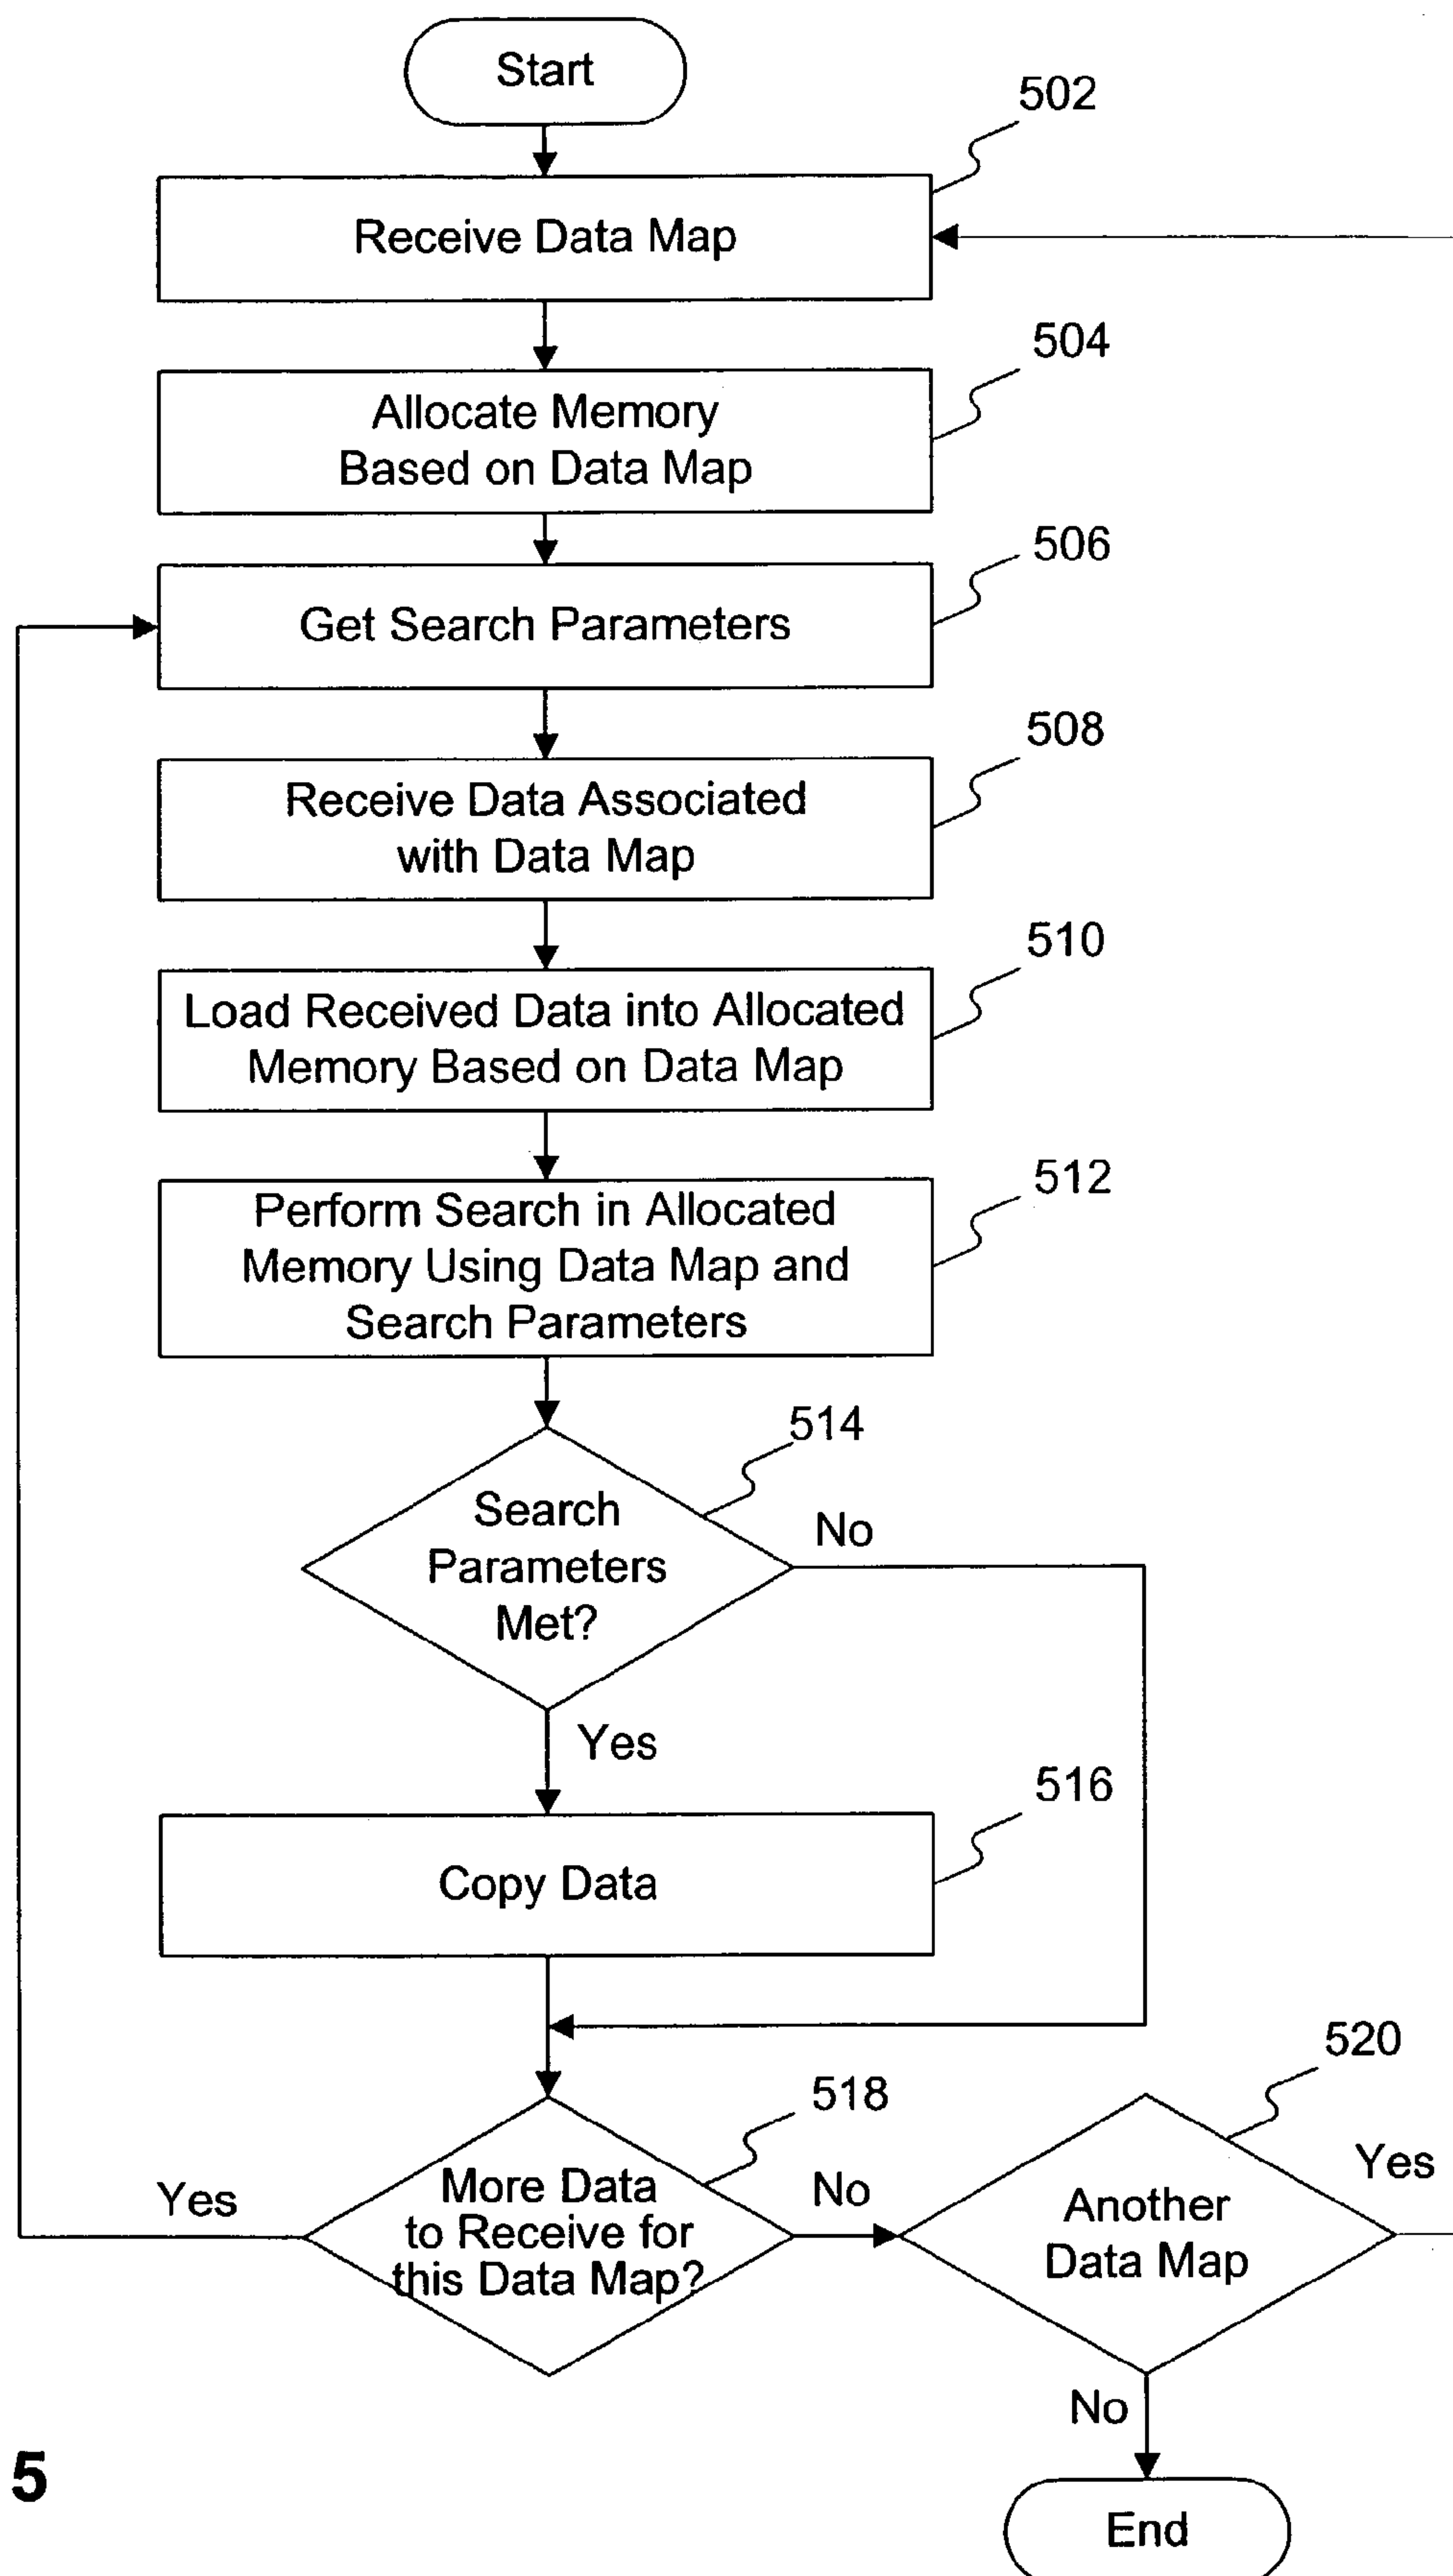 Start
502
Receive Data Map
504
Allocate Memory
Based on Data Map
506
Get Search Parameters
508
Receive Data Associated
with Data Map
510
Load Received Data into Allocated
Memory Based on Data Map
512
Perform Search in Allocated
Memory Using Data Map and
Search Parameters
514
Search
Parameters
Met?
No
Yes
516
Copy Data
518
More Data
to Receive for
this Data Map?
Yes
No
520
Another
Data Map
Yes
No
5
End